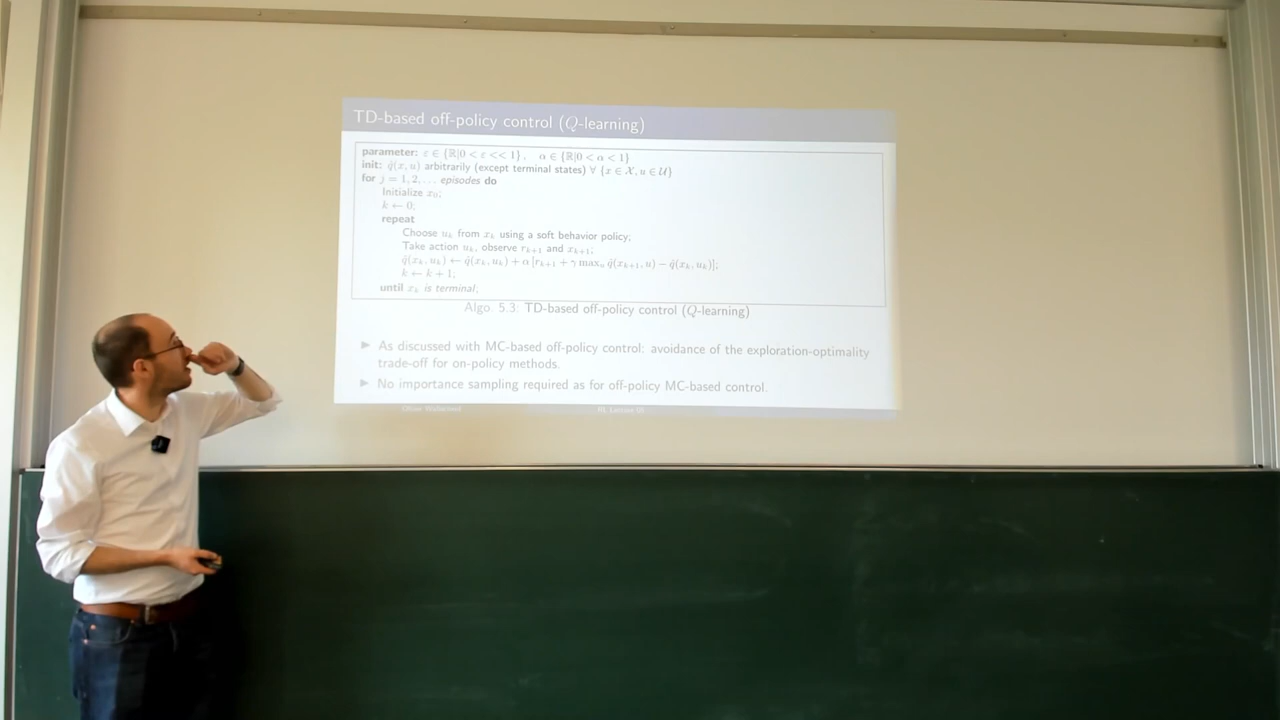 TD-based off-policy control (Q-learning)
parameter: ε ∈ {ℝ|0 < ε << 1}, α ∈ {ℝ|0 < α < 1}
init: q̂(x, u) arbitrarily (except terminal states) ∀ {x ∈ 𝒳, u ∈ 𝒰}
for j = 1, 2, . . . episodes do
Initialize x₀;
k ← 0;
repeat
Choose uₖ from xₖ using a soft behavior policy;
Take action uₖ, observe rₖ₊₁ and xₖ₊₁;
q̂(xₖ, uₖ) ← q̂(xₖ, uₖ) + α [rₖ₊₁ + γ maxᵤ q̂(xₖ₊₁, u) − q̂(xₖ, uₖ)];
k ← k + 1;
until xₖ is terminal;
Algo. 5.3: TD-based off-policy control (Q-learning)
▶ As discussed with MC-based off-policy control: avoidance of the exploration-optimality
trade-off for on-policy methods.
▶ No importance sampling required as for off-policy MC-based control.